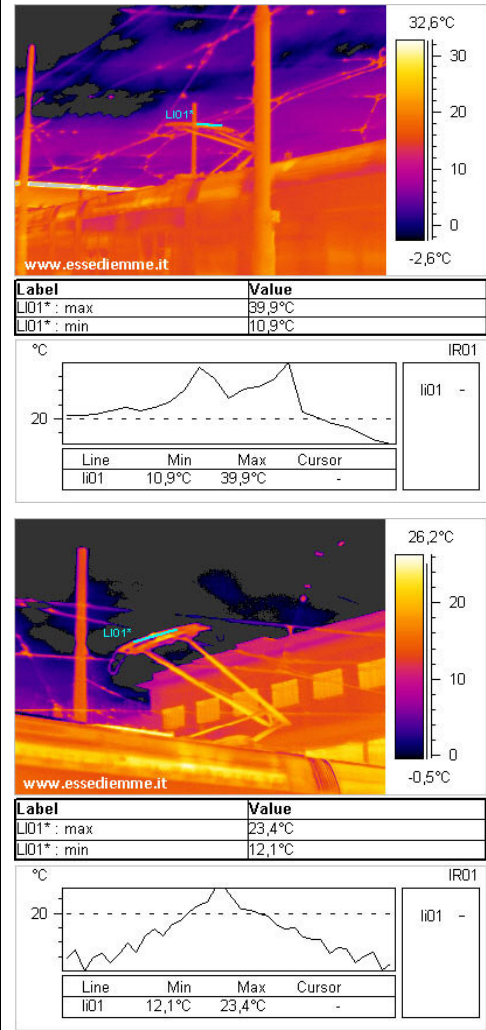 32,6°C
30
20
10
0
-2,6°C
LI01*
www.essediemme.it
Label Value
LI01* : max 39,9°C
LI01* : min 10,9°C
°C IR01
20
li01 -
Line Min Max Cursor
li01 10,9°C 39,9°C -
26,2°C
20
10
0
-0,5°C
LI01*
www.essediemme.it
Label Value
LI01* : max 23,4°C
LI01* : min 12,1°C
°C IR01
20
li01 -
Line Min Max Cursor
li01 12,1°C 23,4°C -